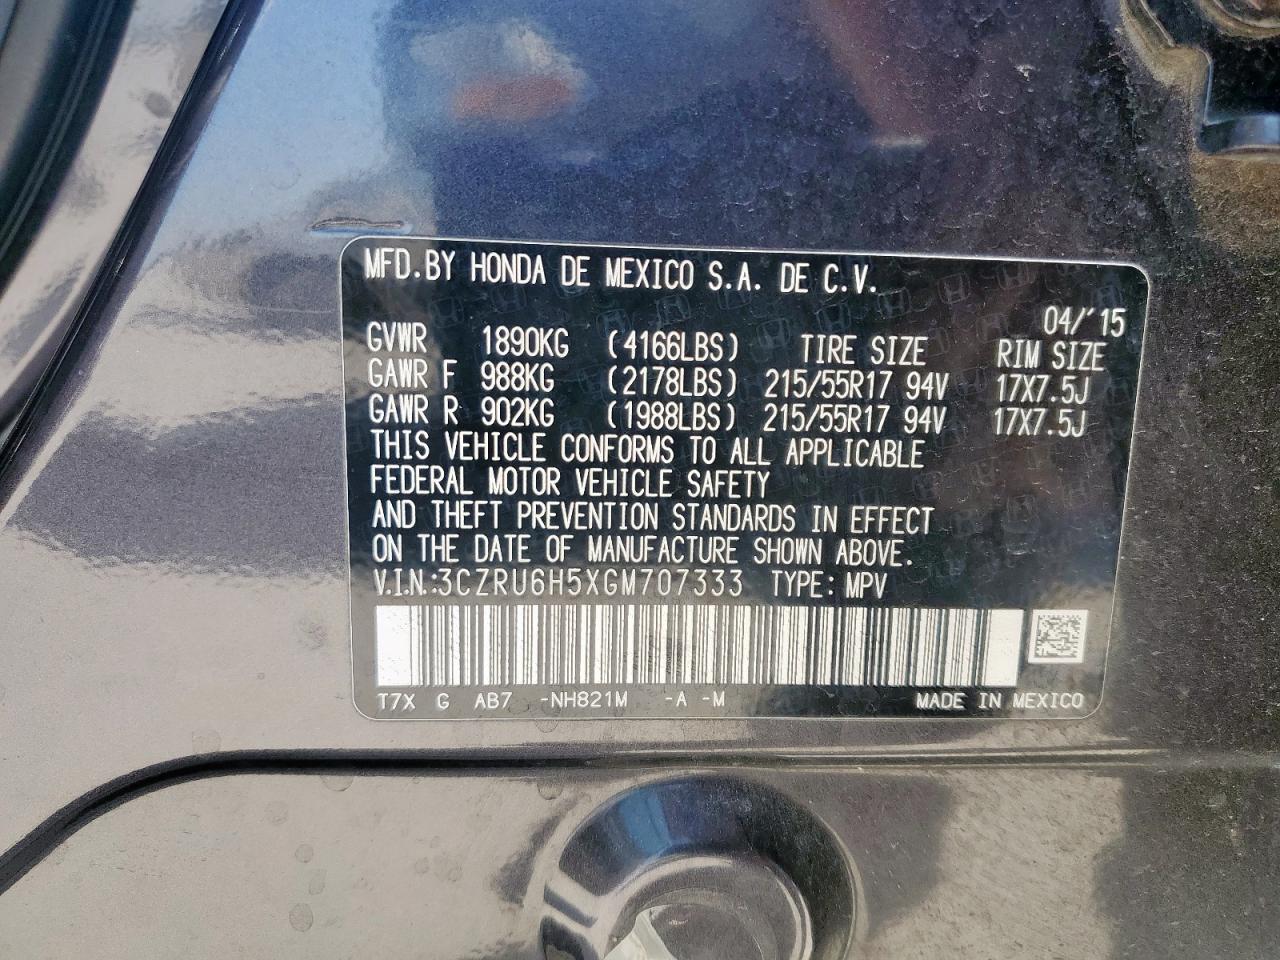 MFD.BY HONDA DE MEXICO S.A. DE C.V.
04/'15
GVWR 1890KG (4166LBS) TIRE SIZE RIM SIZE
GAWR F 988KG (2178LBS) 215/55R17 94V 17X7.5J
GAWR R 902KG (1988LBS) 215/55R17 94V 17X7.5J
THIS VEHICLE CONFORMS TO ALL APPLICABLE
FEDERAL MOTOR VEHICLE SAFETY
AND THEFT PREVENTION STANDARDS IN EFFECT
ON THE DATE OF MANUFACTURE SHOWN ABOVE.
V.I.N.:3CZRU6H5XGM707333 TYPE: MPV
T7X G AB7 -NH821M -A -M MADE IN MEXICO